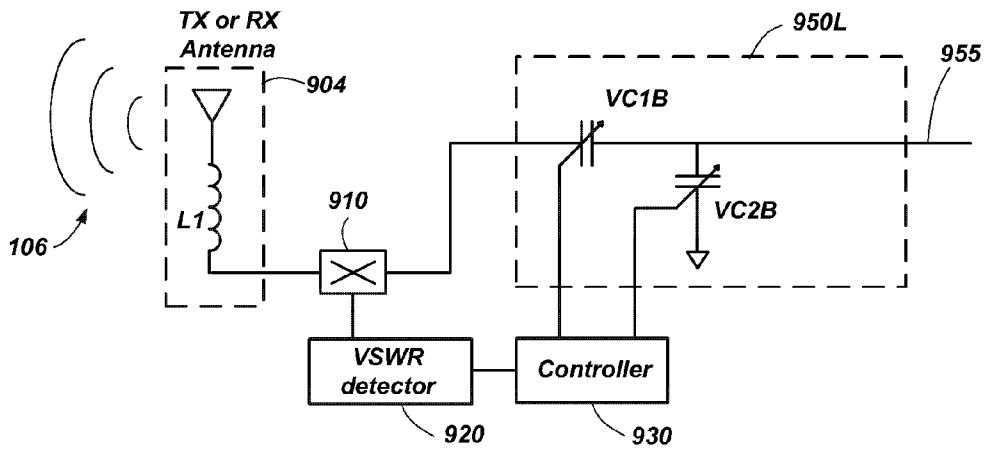 TX or RX
Antenna
904
950L
955
VC1B
910
L1
VC2B
106
VSWR
detector
Controller
920
930